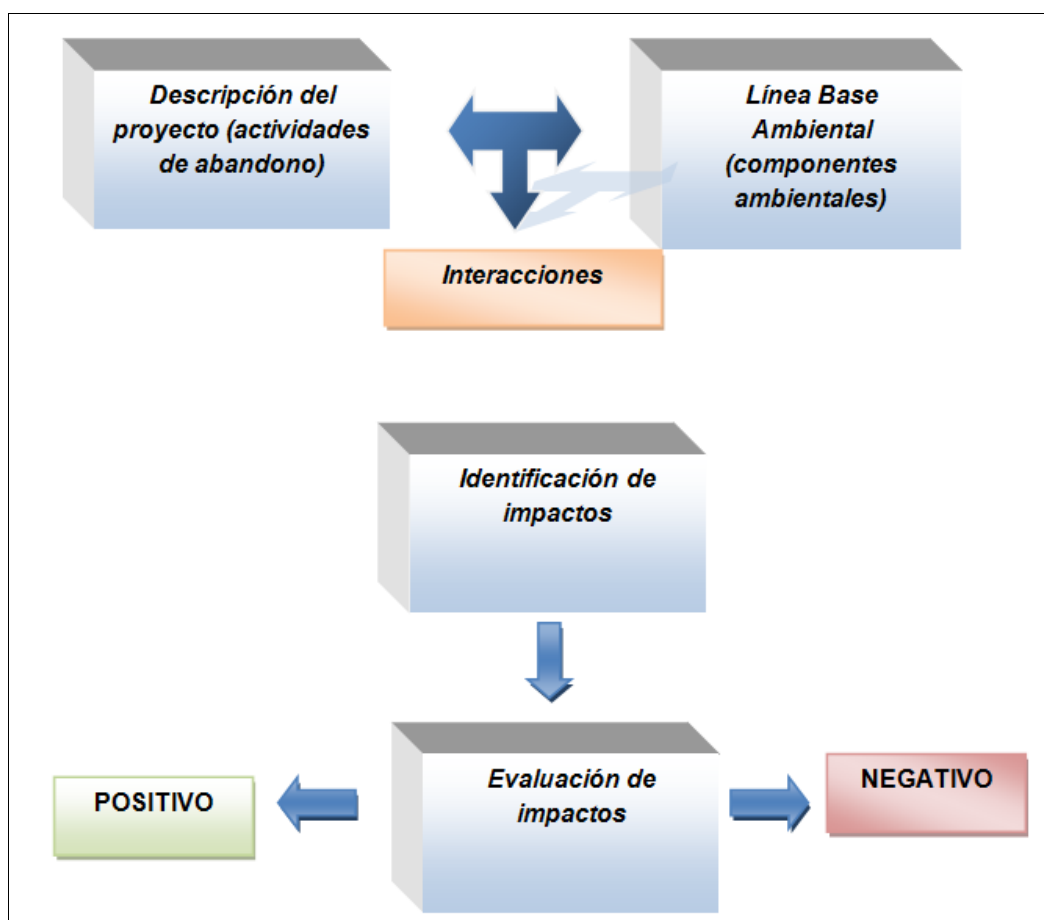 Descripción del
proyecto (actividades
de abandono)
Línea Base
Ambiental
(componentes
ambientales)
Interacciones
Identificación de
impactos
Evaluación de
impactos
POSITIVO
NEGATIVO